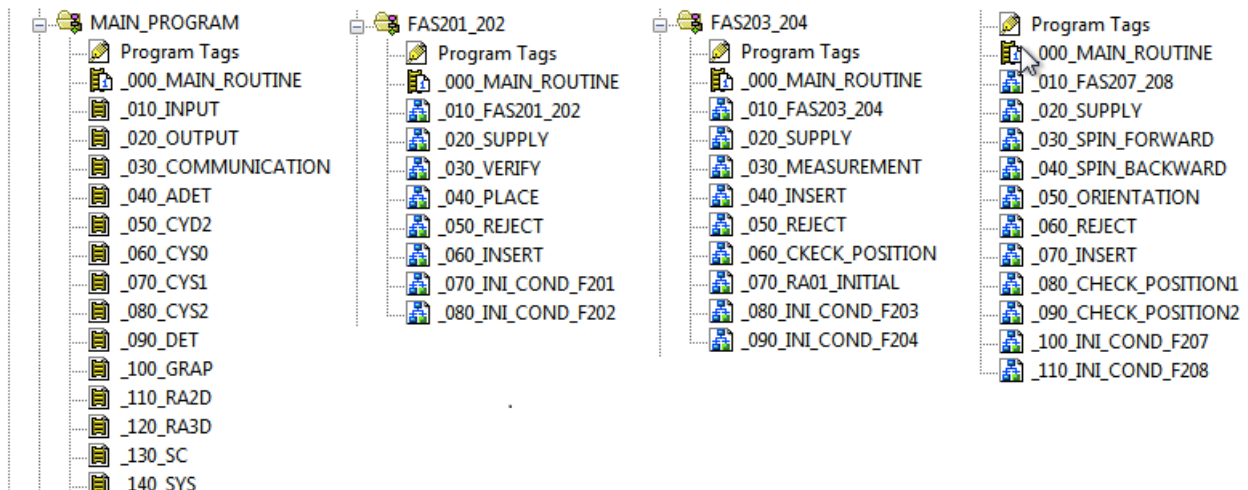 MAIN_PROGRAM
Program Tags
_000_MAIN_ROUTINE
_010_INPUT
_020_OUTPUT
_030_COMMUNICATION
_040_ADET
_050_CYD2
_060_CYS0
_070_CYS1
_080_CYS2
_090_DET
_100_GRAP
_110_RA2D
_120_RA3D
_130_SC
_140_SYS
FAS201_202
Program Tags
_000_MAIN_ROUTINE
_010_FAS201_202
_020_SUPPLY
_030_VERIFY
_040_PLACE
_050_REJECT
_060_INSERT
_070_INI_COND_F201
_080_INI_COND_F202
FAS203_204
Program Tags
_000_MAIN_ROUTINE
_010_FAS203_204
_020_SUPPLY
_030_MEASUREMENT
_040_INSERT
_050_REJECT
_060_CKECK_POSITION
_070_RA01_INITIAL
_080_INI_COND_F203
_090_INI_COND_F204
Program Tags
_000_MAIN_ROUTINE
_010_FAS207_208
_020_SUPPLY
_030_SPIN_FORWARD
_040_SPIN_BACKWARD
_050_ORIENTATION
_060_REJECT
_070_INSERT
_080_CHECK_POSITION1
_090_CHECK_POSITION2
_100_INI_COND_F207
_110_INI_COND_F208